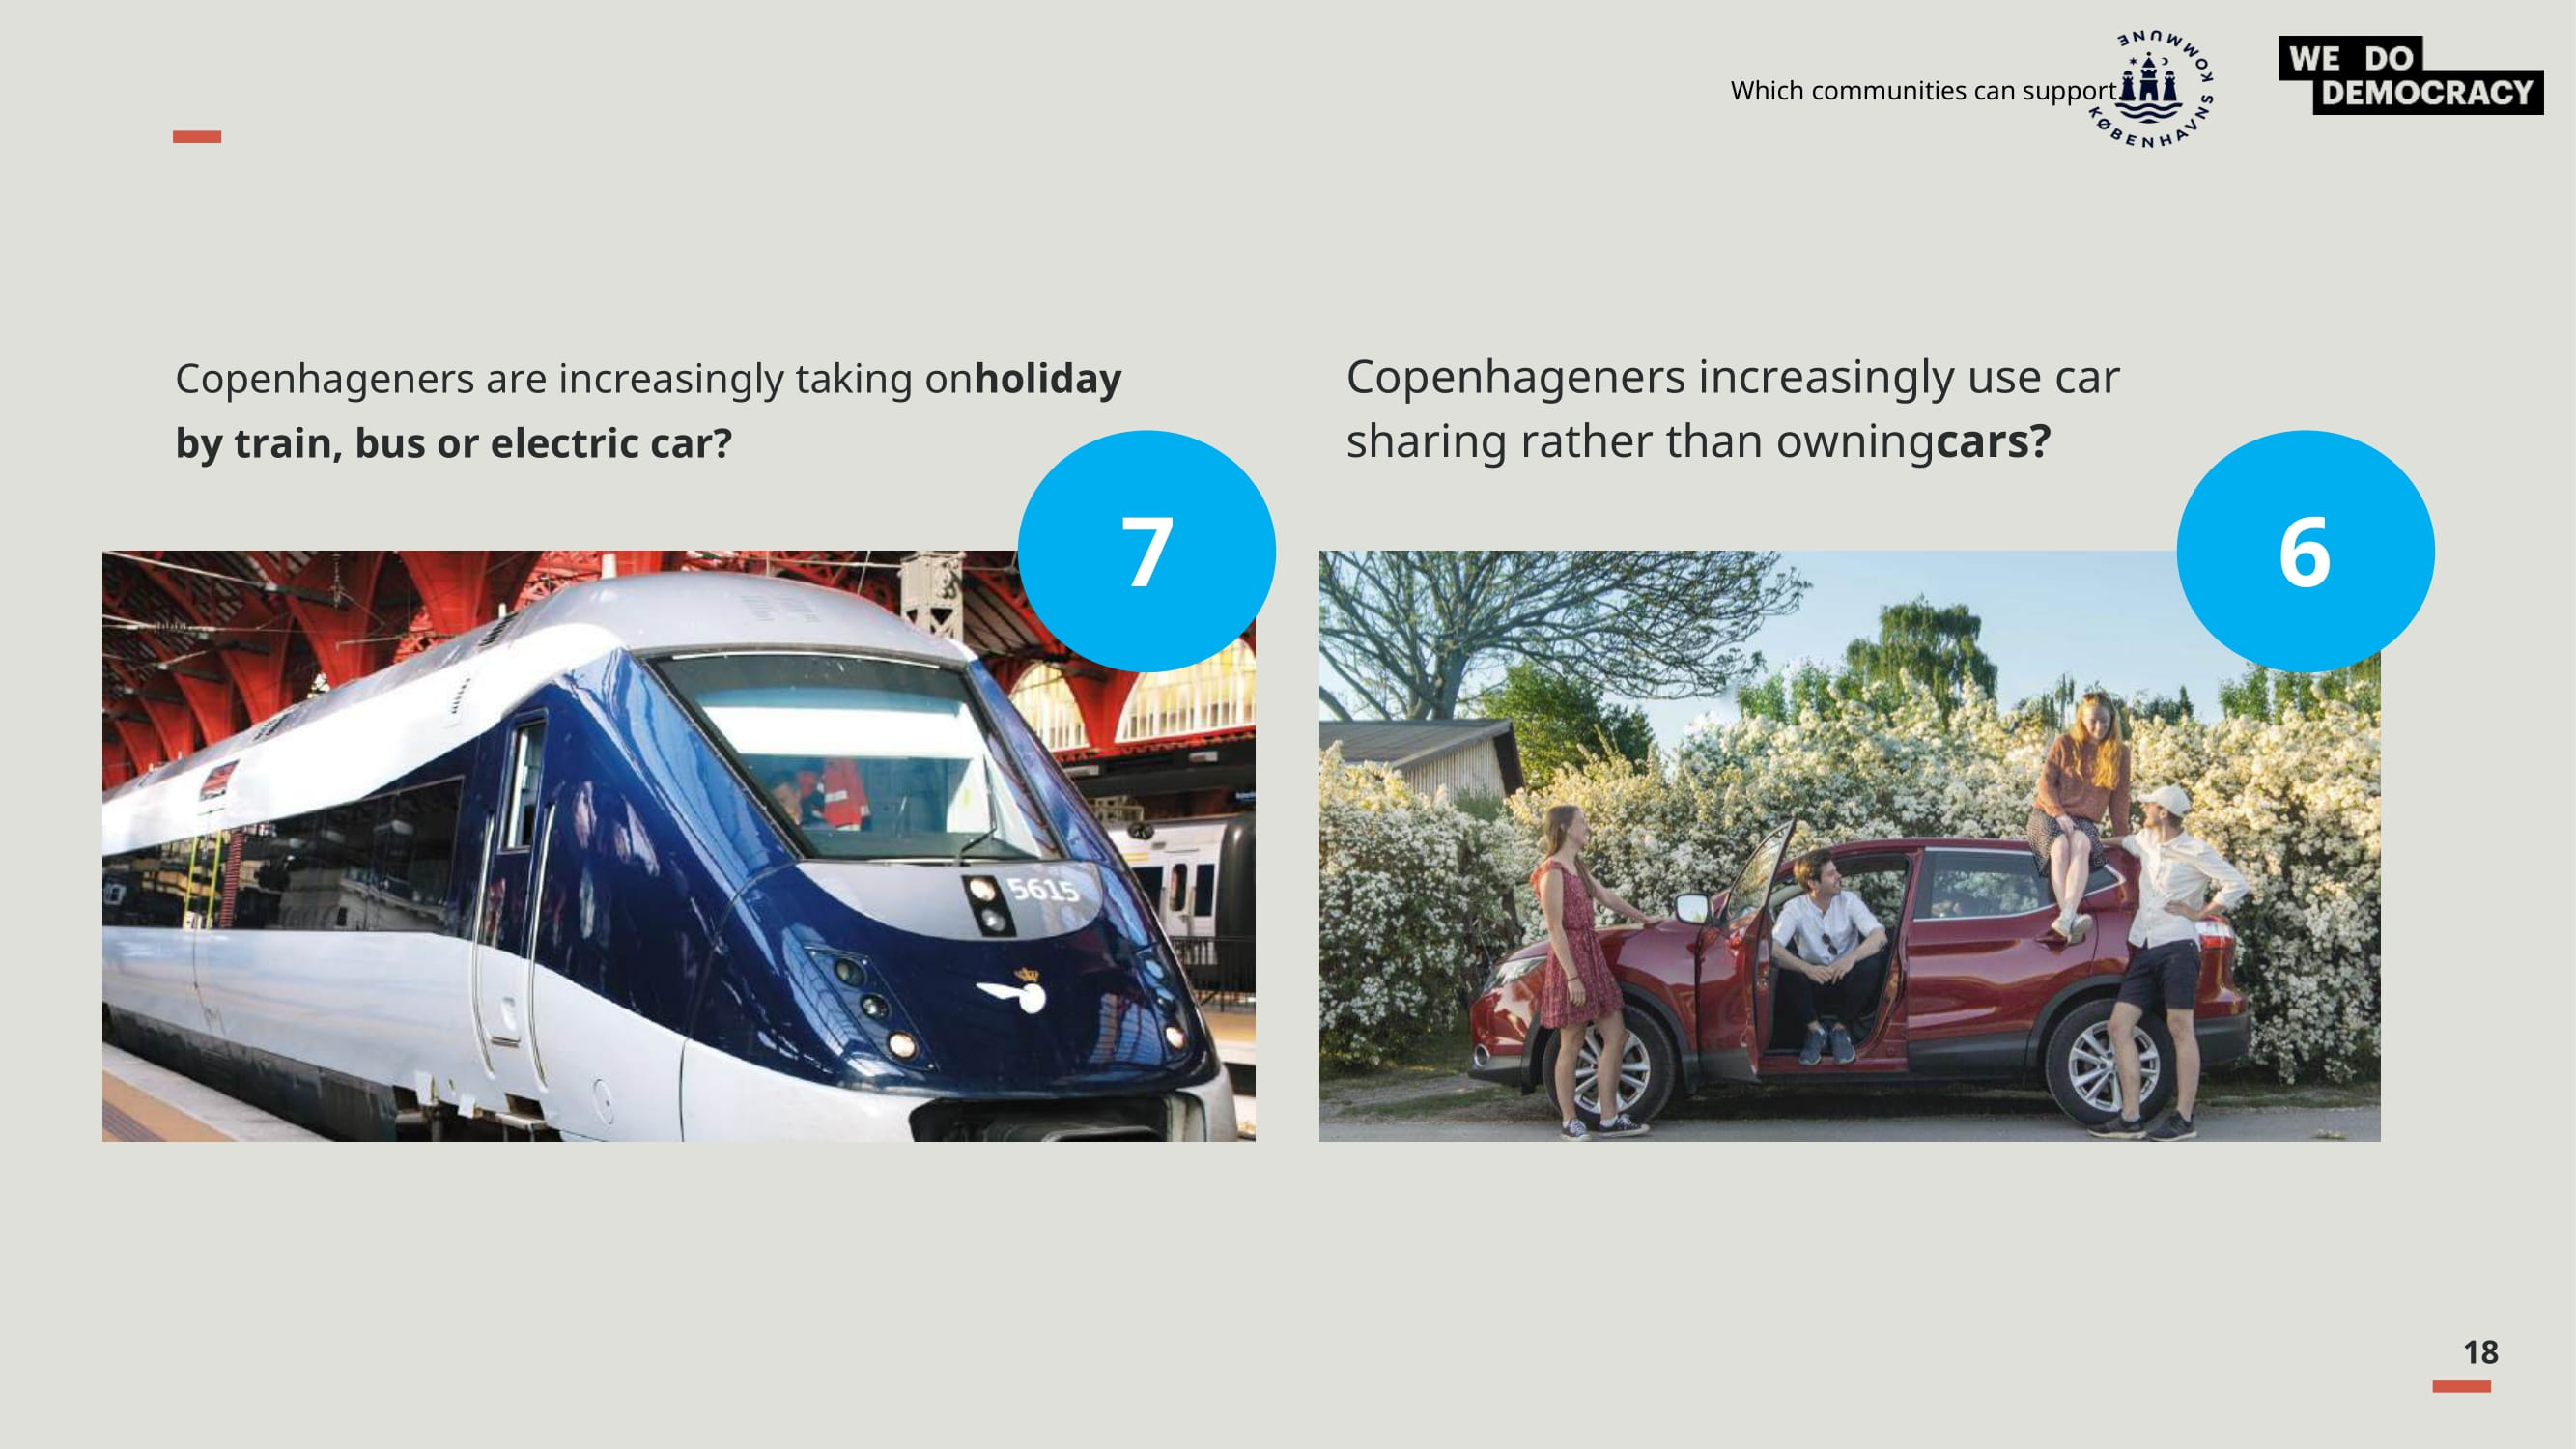 Which communities can support
KØBENHAVNS KOMMUNE
WE DO
DEMOCRACY
Copenhageners are increasingly taking onholiday
by train, bus or electric car?
Copenhageners increasingly use car
sharing rather than owningcars?
7
6
5615
18